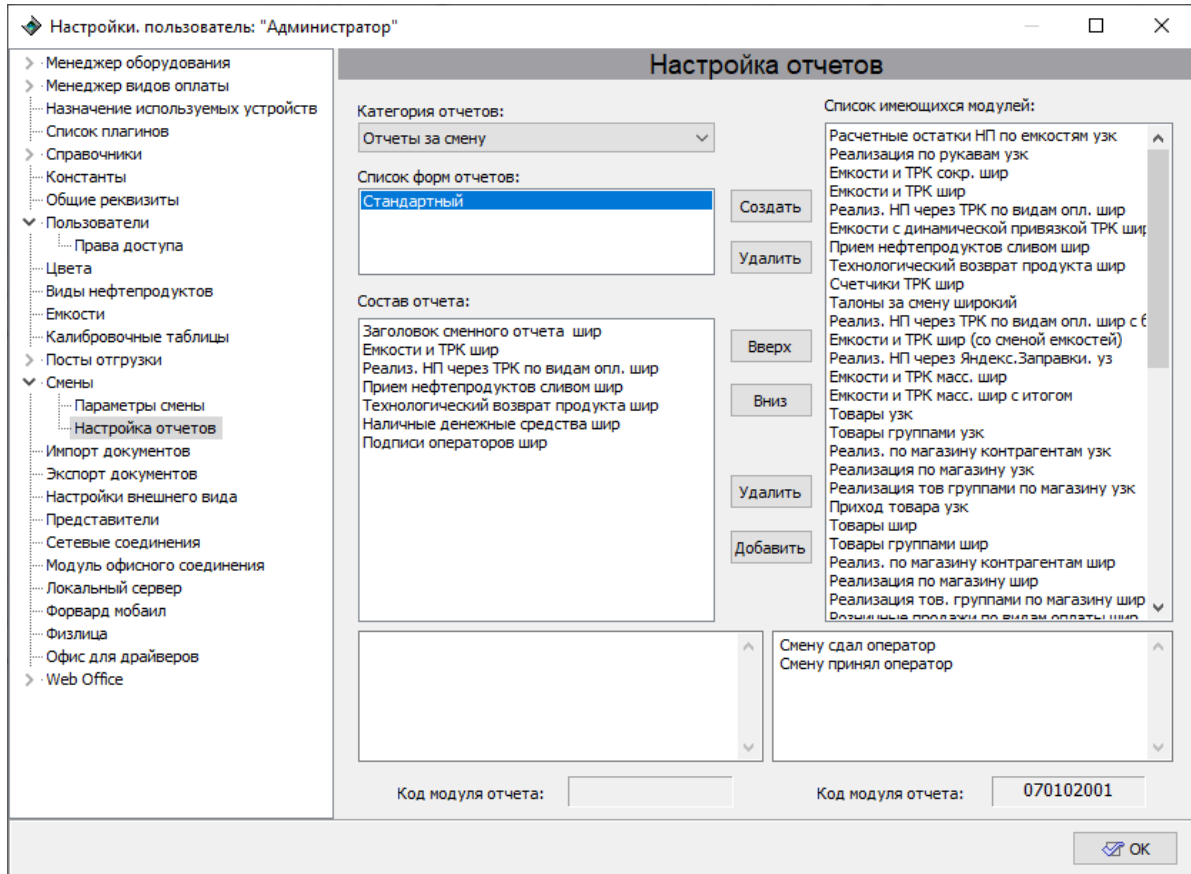 Настройки. пользователь: "Администратор"
Менеджер оборудования
Менеджер видов оплаты
Назначение используемых устройств
Список плагинов
Справочники
Константы
Общие реквизиты
Пользователи
Права доступа
Цвета
Виды нефтепродуктов
Емкости
Калибровочные таблицы
Посты отгрузки
Смены
Параметры смены
Настройка отчетов
Импорт документов
Экспорт документов
Настройки внешнего вида
Представители
Сетевые соединения
Модуль офисного соединения
Локальный сервер
Форвард мобаил
Физлица
Офис для драйверов
Web Office
Настройка отчетов
Категория отчетов:
Отчеты за смену
Список форм отчетов:
Стандартный
Создать
Удалить
Состав отчета:
Заголовок сменного отчета  шир
Емкости и ТРК шир
Реализ. НП через ТРК по видам опл. шир
Прием нефтепродуктов сливом шир
Технологический возврат продукта шир
Наличные денежные средства шир
Подписи операторов шир
Вверх
Вниз
Удалить
Добавить
Список имеющихся модулей:
Расчетные остатки НП по емкостям узк
Реализация по рукавам узк
Емкости и ТРК сокр. шир
Емкости и ТРК шир
Реализ. НП через ТРК по видам опл. шир
Емкости с динамической привязкой ТРК шир
Прием нефтепродуктов сливом шир
Технологический возврат продукта шир
Счетчики ТРК шир
Талоны за смену широкий
Реализ. НП через ТРК по видам опл. шир с б
Емкости и ТРК шир (со сменой емкостей)
Реализ. НП через Яндекс.Заправки. уз
Емкости и ТРК масс. шир
Емкости и ТРК масс. шир с итогом
Товары узк
Товары группами узк
Реализ. по магазину контрагентам узк
Реализация по магазину узк
Реализация тов группами по магазину узк
Приход товара узк
Товары шир
Товары группами шир
Реализ. по магазину контрагентам шир
Реализация по магазину шир
Реализация тов. группами по магазину шир
Розничные продажи по видам оплаты шир
Смену сдал оператор
Смену принял оператор
Код модуля отчета:
Код модуля отчета:
070102001
OK